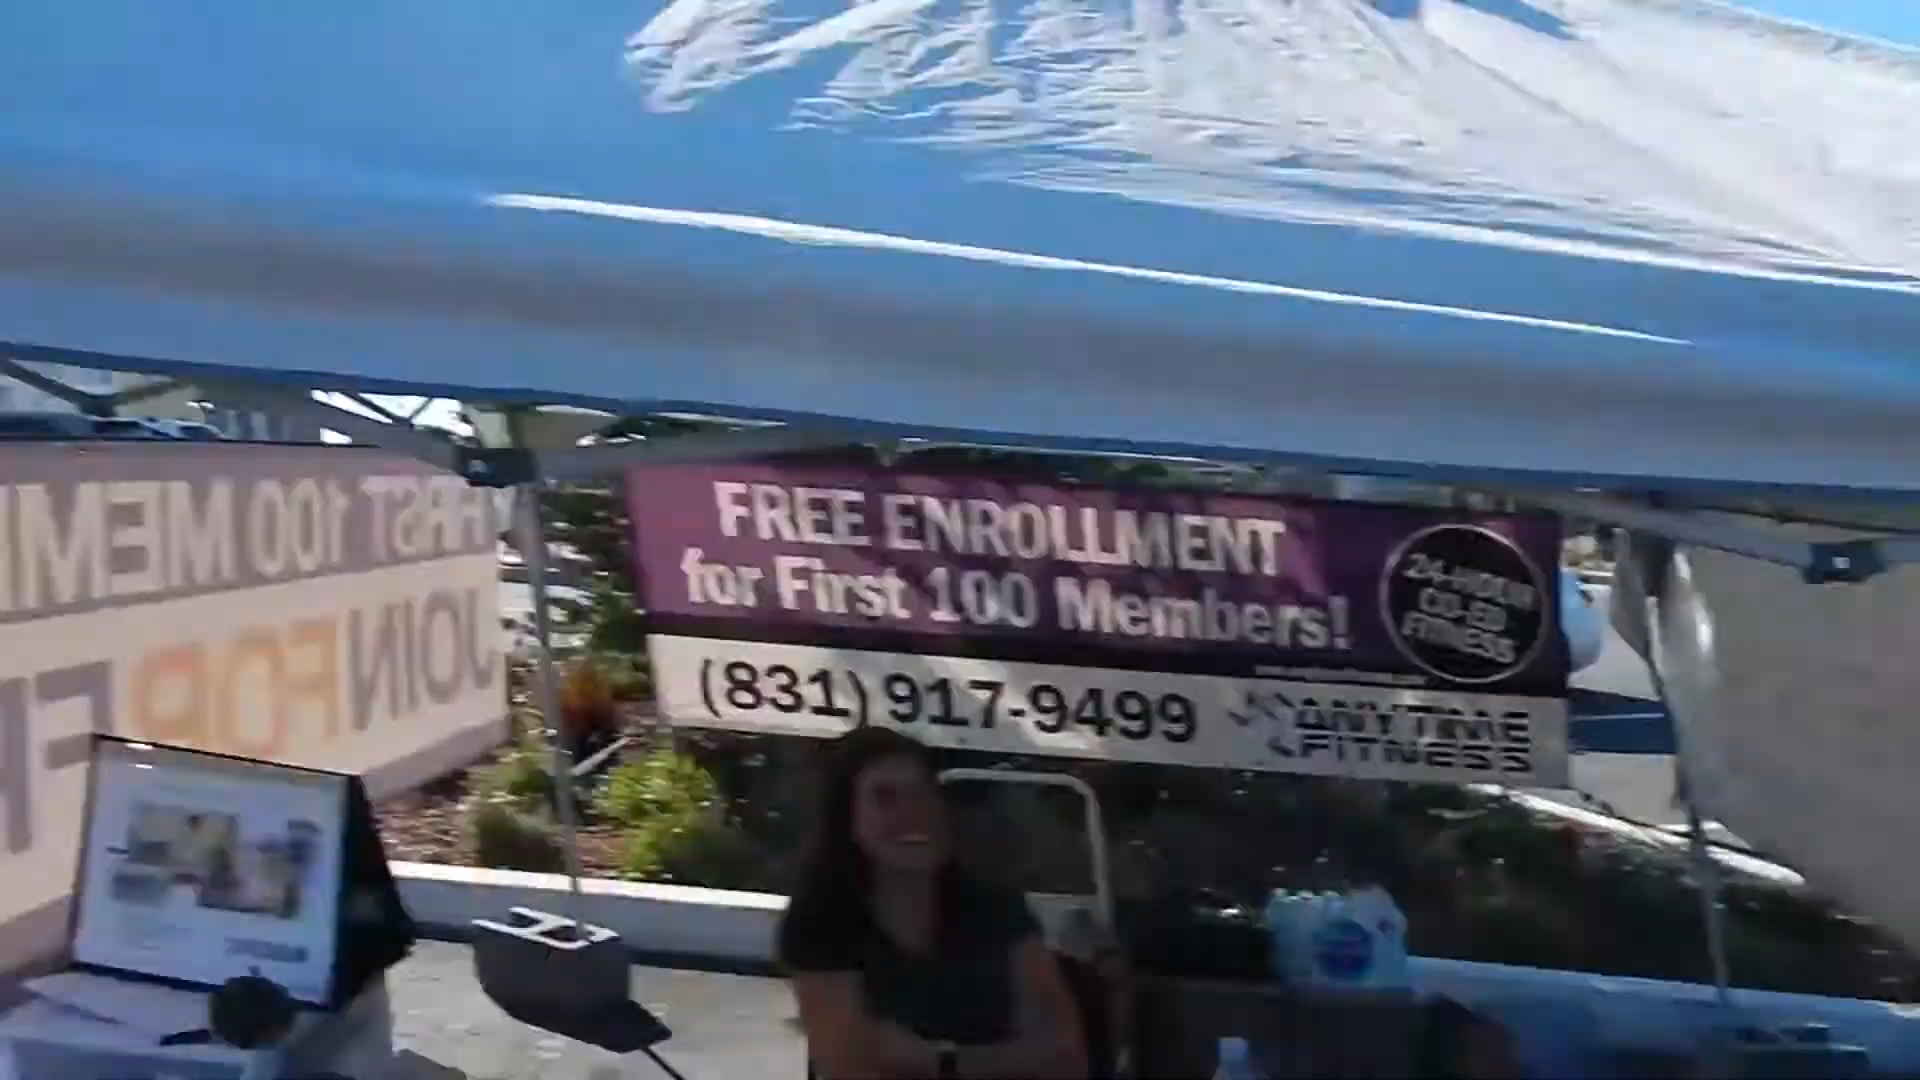 FIRST 100 MEM
JOIN FOR
FREE ENROLLMENT
for First 100 Members!
24-HOUR
CO-ED
FITNESS
(831) 917-9499
ANYTIME
FITNESS